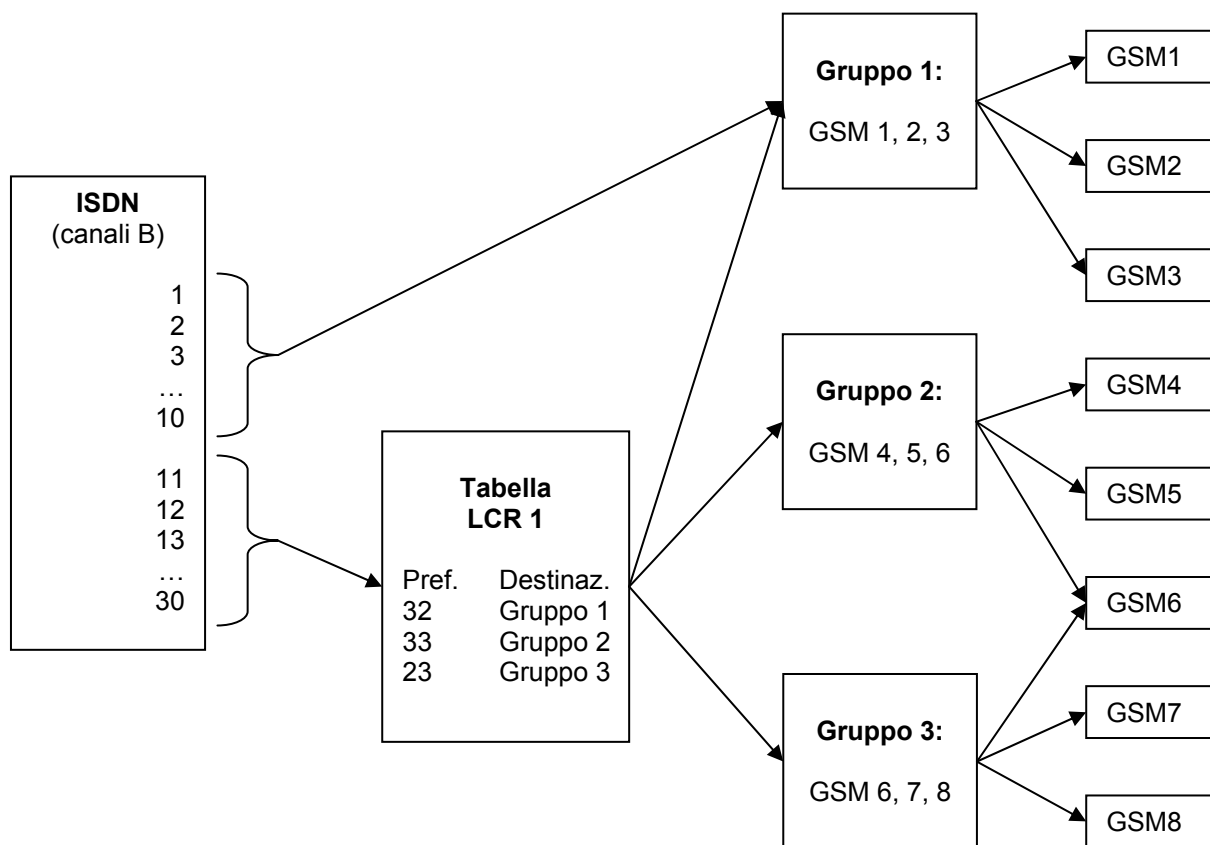 ISDN
(canali B)
1
2
3
…
10
11
12
13
…
30
Tabella
LCR 1
Pref. Destinaz.
32 Gruppo 1
33 Gruppo 2
23 Gruppo 3
Gruppo 1:
GSM 1, 2, 3
Gruppo 2:
GSM 4, 5, 6
Gruppo 3:
GSM 6, 7, 8
GSM1
GSM2
GSM3
GSM4
GSM5
GSM6
GSM7
GSM8